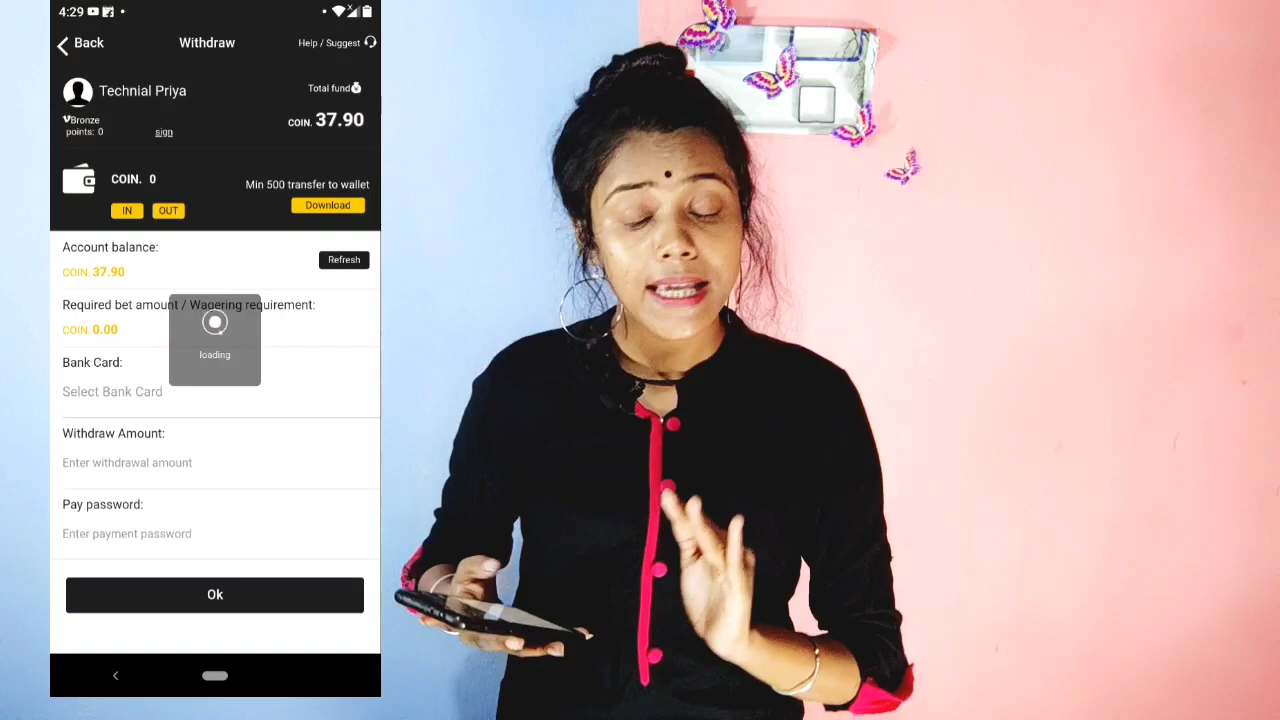 4:29
Back
Withdraw
Help / Suggest
Technial Priya
Total fund
Bronze
points: 0
sign
COIN. 37.90
COIN. 0
Min 500 transfer to wallet
IN
OUT
Download
Account balance:
COIN. 37.90
Refresh
Required bet amount / Wagering requirement:
COIN. 0.00
loading
Bank Card:
Select Bank Card
Withdraw Amount:
Enter withdrawal amount
Pay password:
Enter payment password
Ok